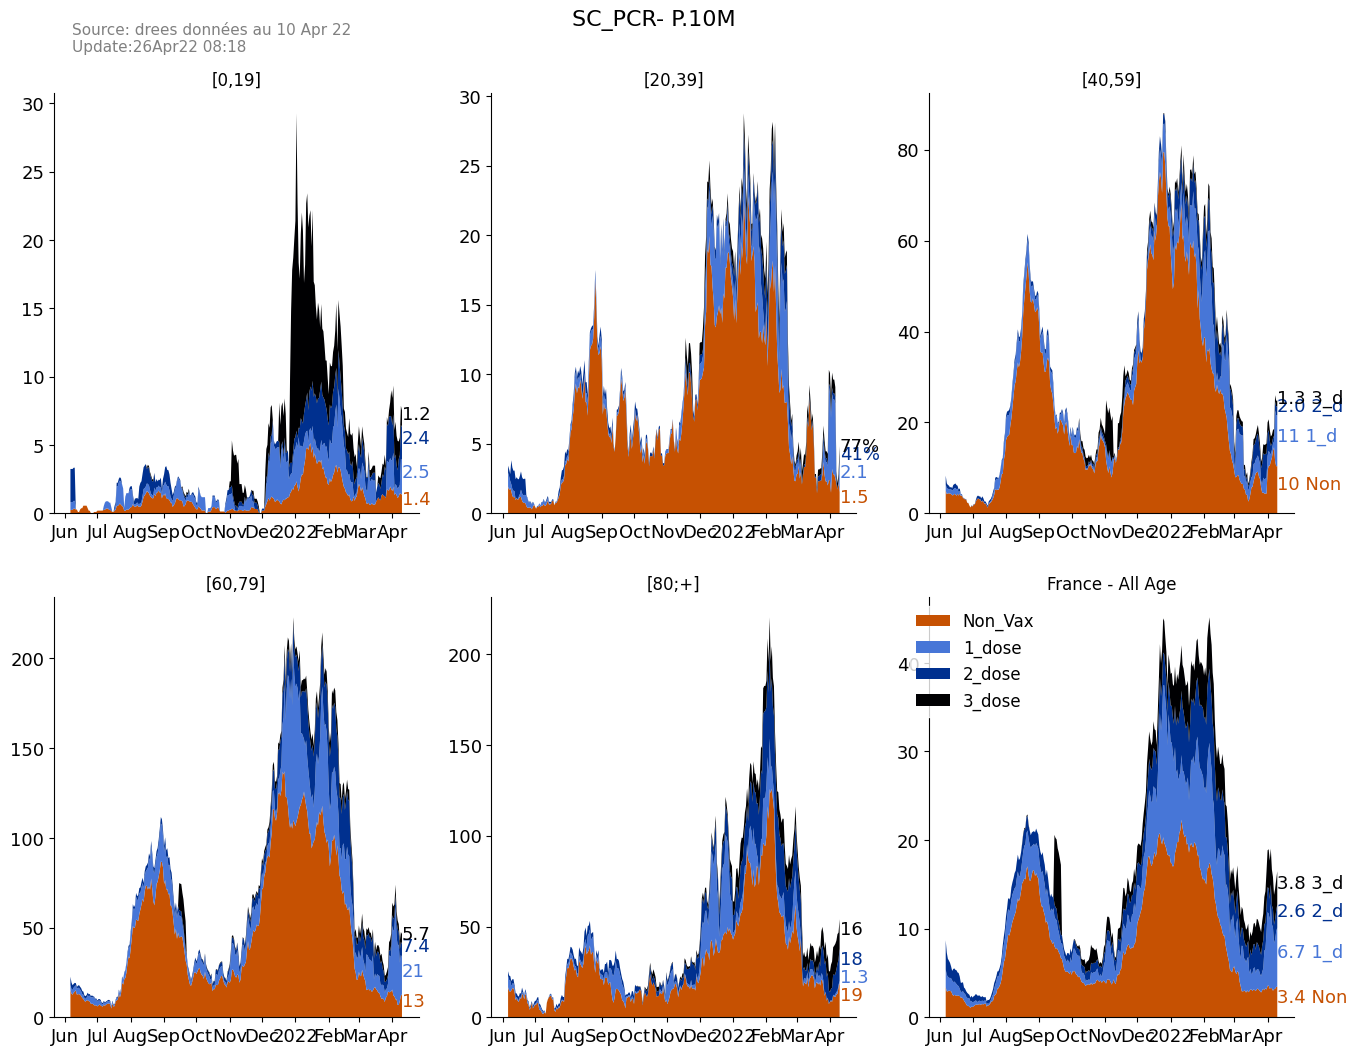 SC_PCR- P.10M
Source: drees données au 10 Apr 22
Update:26Apr22 08:18
[0,19]
30
25
20
15
10
5
0
Jun Jul Aug Sep Oct Nov Dec 2022 Feb Mar Apr
1.2
2.4
2.5
1.4
[20,39]
30
25
20
15
10
5
0
Jun Jul Aug Sep Oct Nov Dec 2022 Feb Mar Apr
77%
41%
2.1
1.5
[40,59]
80
60
40
20
0
Jun Jul Aug Sep Oct Nov Dec 2022 Feb Mar Apr
1.3 3_d
2.0 2_d
11 1_d
10 Non
[60,79]
200
150
100
50
0
Jun Jul Aug Sep Oct Nov Dec 2022 Feb Mar Apr
5.7
7.4
21
13
[80;+]
200
150
100
50
0
Jun Jul Aug Sep Oct Nov Dec 2022 Feb Mar Apr
16
18
1.3
19
France - All Age
Non_Vax
1_dose
2_dose
3_dose
40
30
20
10
0
Jun Jul Aug Sep Oct Nov Dec 2022 Feb Mar Apr
3.8 3_d
2.6 2_d
6.7 1_d
3.4 Non